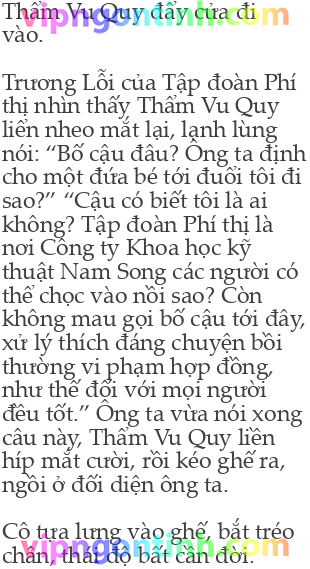 Thẩm Vu Quy đẩy cửa đi
vào.
Trương Lỗi của Tập đoàn Phí
thị nhìn thấy Thẩm Vu Quy
liền nheo mắt lại, lạnh lùng
nói: “Bố cậu đâu? Ông ta định
cho một đứa bé tới đuổi tôi đi
sao?” “Cậu có biết tôi là ai
không? Tập đoàn Phí thị là
nơi Công ty Khoa học kỹ
thuật Nam Song các người có
thể chọc vào nổi sao? Còn
không mau gọi bố cậu tới đây,
xử lý thích đáng chuyện bồi
thường vi phạm hợp đồng,
như thế đối với mọi người
đều tốt.” Ông ta vừa nói xong
câu này, Thẩm Vu Quy liền
híp mắt cười, rồi kéo ghế ra,
ngồi ở đối diện ông ta.
Cô tựa lưng vào ghế, bắt tréo
chân, thái độ bất cần đời.
vipngontinh.com
vipngontinh.com